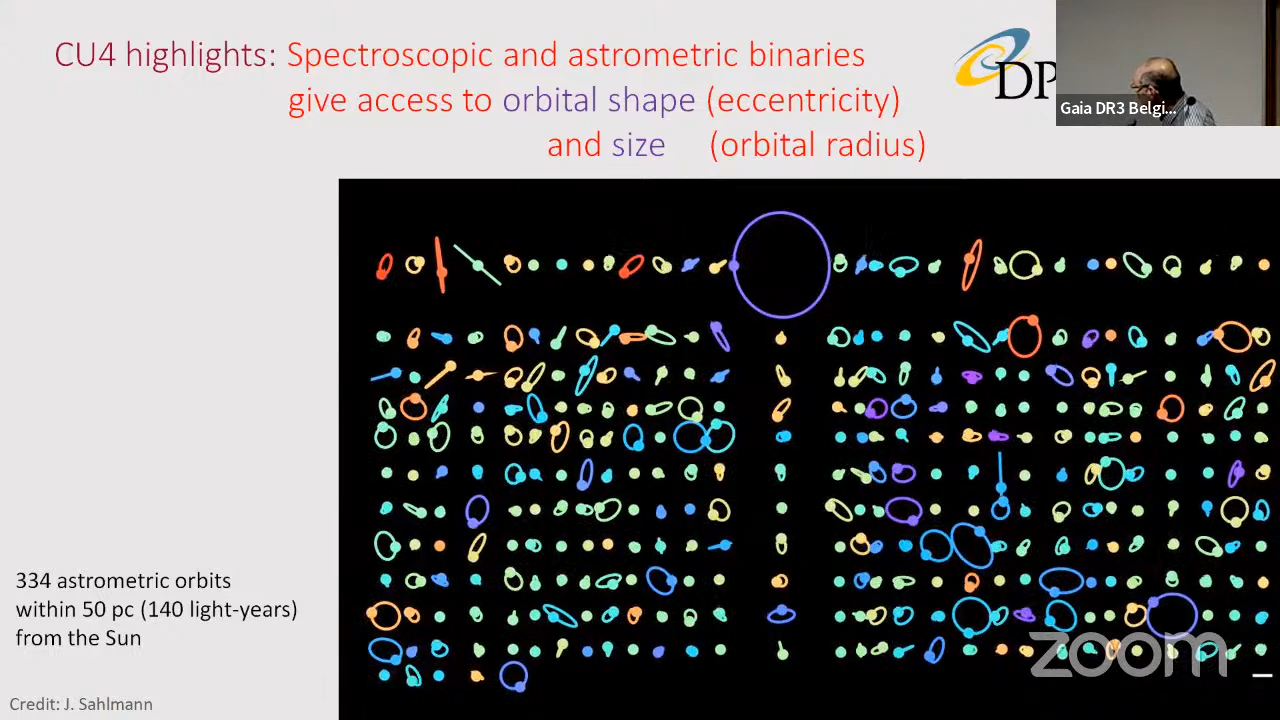 CU4 highlights: Spectroscopic and astrometric binaries
give access to orbital shape (eccentricity)
and size (orbital radius)
DP
Gaia DR3 Belgi...
334 astrometric orbits
within 50 pc (140 light-years)
from the Sun
zoom
Credit: J. Sahlmann